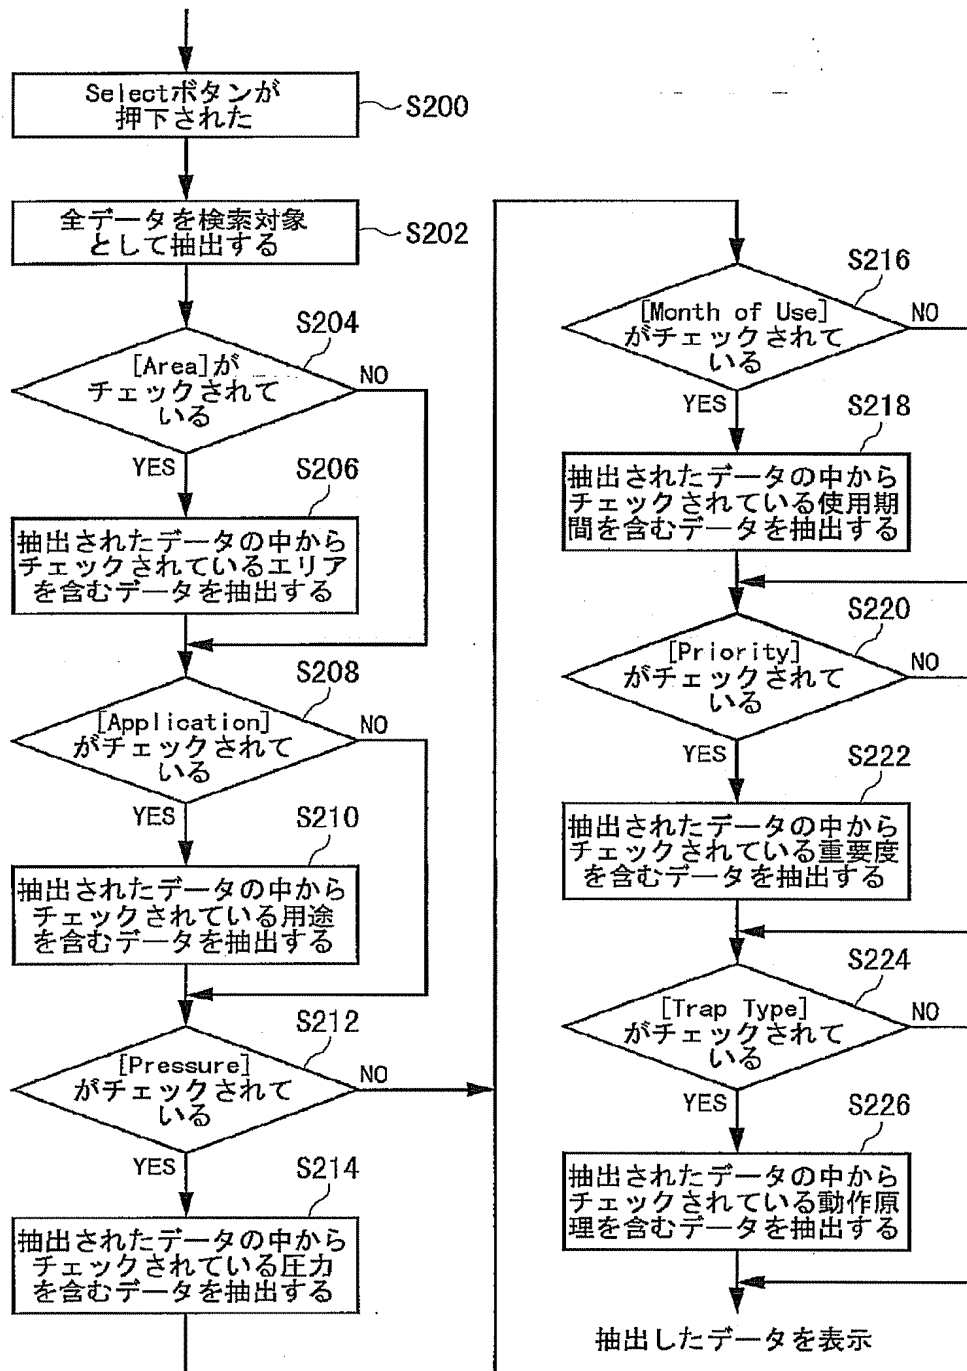 Selectボタンが
押下された
S200
全データを検索対象
として抽出する
S202
S204
[Area]が
チェックされて
いる
NO
YES
S206
抽出されたデータの中から
チェックされているエリア
を含むデータを抽出する
S208
[Application]
がチェックされて
いる
NO
YES
S210
抽出されたデータの中から
チェックされている用途
を含むデータを抽出する
S212
[Pressure]
がチェックされて
いる
NO
YES
S214
抽出されたデータの中から
チェックされている圧力
を含むデータを抽出する
S216
[Month of Use]
がチェックされて
いる
NO
YES
S218
抽出されたデータの中から
チェックされている使用期
間を含むデータを抽出する
S220
[Priority]
がチェックされて
いる
NO
YES
S222
抽出されたデータの中から
チェックされている重要度
を含むデータを抽出する
S224
[Trap Type]
がチェックされて
いる
NO
YES
S226
抽出されたデータの中から
チェックされている動作原
理を含むデータを抽出する
抽出したデータを表示